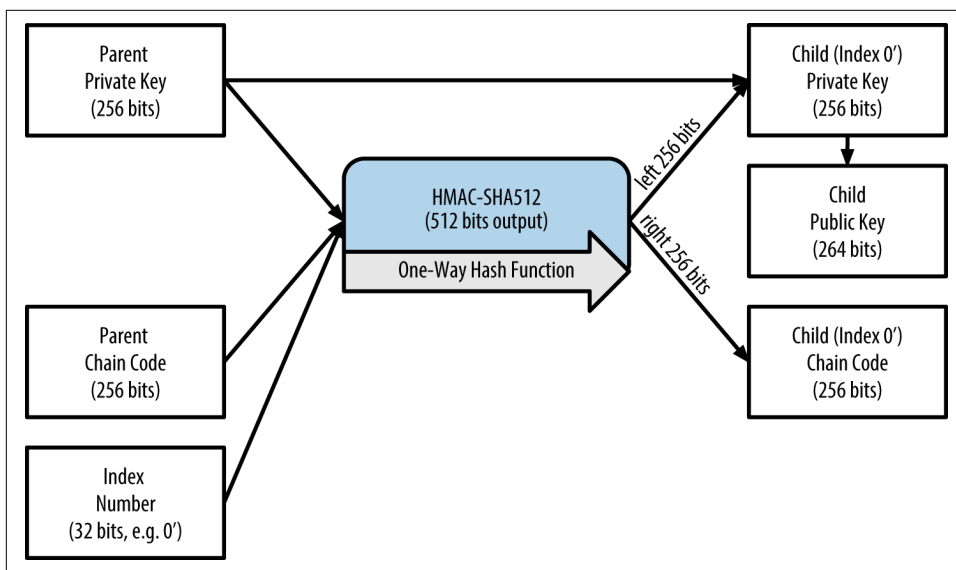 Parent
Private Key
(256 bits)
Parent
Chain Code
(256 bits)
Index
Number
(32 bits, e.g. 0’)
HMAC-SHA512
(512 bits output)
One-Way Hash Function
left 256 bits
right 256 bits
Child (Index 0’)
Private Key
(256 bits)
Child
Public Key
(264 bits)
Child (Index 0’)
Chain Code
(256 bits)